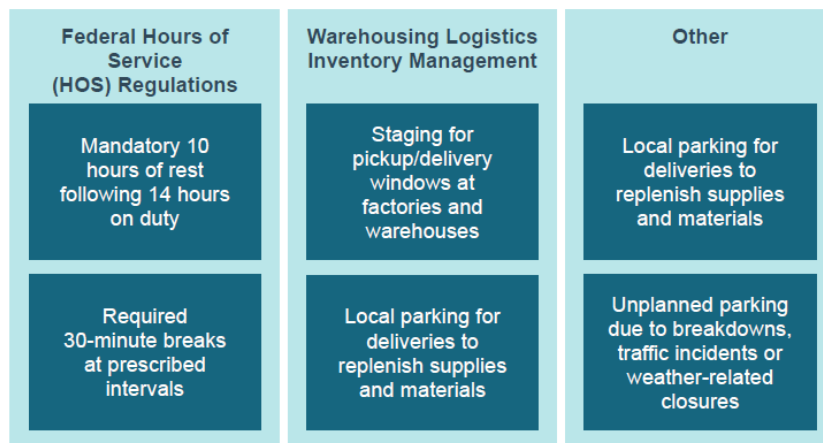 Federal Hours of
Service
(HOS) Regulations
Mandatory 10
hours of rest
following 14 hours
on duty
Required
30-minute breaks
at prescribed
intervals
Warehousing Logistics
Inventory Management
Staging for
pickup/delivery
windows at
factories and
warehouses
Local parking for
deliveries to
replenish supplies
and materials
Other
Local parking for
deliveries to
replenish supplies
and materials
Unplanned parking
due to breakdowns,
traffic incidents or
weather-related
closures